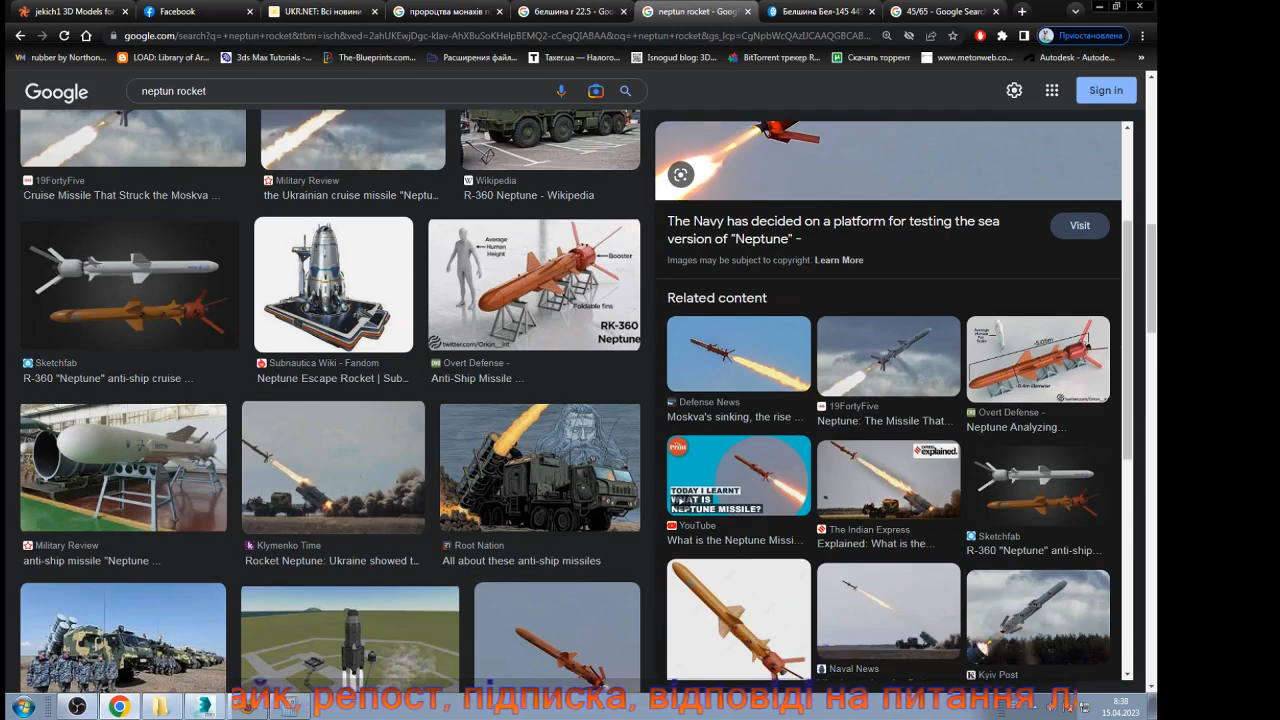 jekich1 3D Models for
Facebook
UKR.NET: Всі новини
пророцтва монахів п
белшина r 22.5 - Goo
neptun rocket - Googl
Белшина Бел-145 445
45/65 - Google Search
google.com/search?q=+neptun+rocket&tbm=isch&ved=2ahUKEwjDgc-klav-AhXBuSoKHelpBEMQ2-cCegQIABAA&oq=+neptun+rocket&gs_lcp=CgNpbWcQAzIJCAAQGBCAB...
Приостановлена
rubber by Northon...
LOAD: Library of Ar...
3ds Max Tutorials -...
The-Blueprints.com...
Расширения файл...
Taxer.ua — Налого...
Isnogud blog: 3D...
BitTorrent трекер R...
Скачать торрент
www.metonweb.co...
Autodesk - Autode...
»
Google
neptun rocket
Sign in
19FortyFive
Cruise Missile That Struck the Moskva ...
Military Review
the Ukrainian cruise missile "Neptu...
Wikipedia
R-360 Neptune - Wikipedia
The Navy has decided on a platform for testing the sea
version of "Neptune" -
Visit
Images may be subject to copyright. Learn More
Average
Human
Height
Booster
Foldable fins
RK-360
Neptune
twitter.com/Orion__int
Sketchfab
R-360 "Neptune" anti-ship cruise ...
Subnautica Wiki - Fandom
Neptune Escape Rocket | Sub...
Overt Defense -
Anti-Ship Missile ...
Related content
Defense News
Moskva's sinking, the rise ...
19FortyFive
Neptune: The Missile That...
Overt Defense -
Neptune Analyzing...
ThePrint
TODAY I LEARNT
WHAT IS
NEPTUNE MISSILE?
YouTube
What is the Neptune Missi...
explained.
The Indian Express
Explained: What is the...
Sketchfab
R-360 "Neptune" anti-ship...
Military Review
anti-ship missile "Neptune ...
Klymenko Time
Rocket Neptune: Ukraine showed t...
Root Nation
All about these anti-ship missiles
Naval News
Kyiv Post
айк, репост, підписка, відповіді на питання л
8:38
15.04.2023